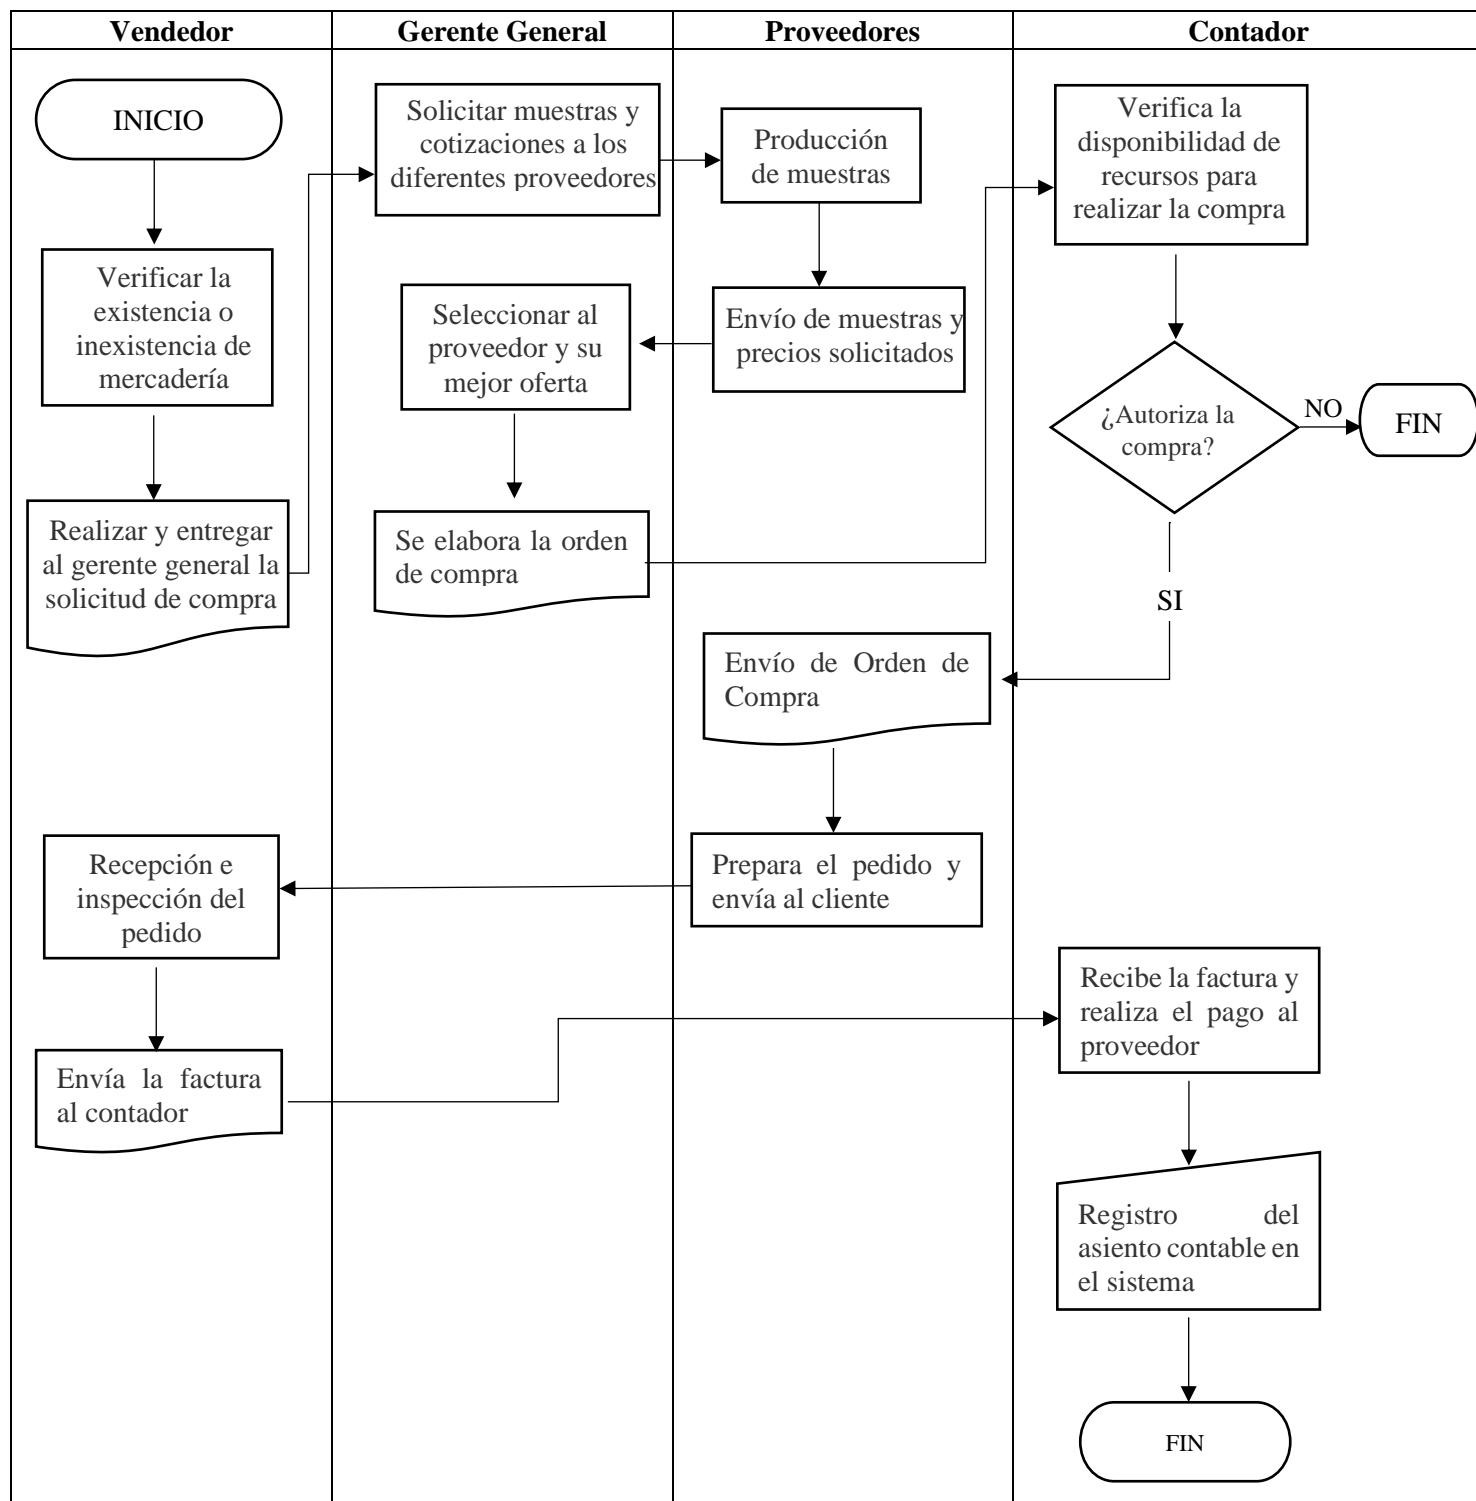 Vendedor
Gerente General
Proveedores
Contador
INICIO
Verificar la
existencia o
inexistencia de
mercadería
Realizar y entregar
al gerente general la
solicitud de compra
Solicitar muestras y
cotizaciones a los
diferentes proveedores
Producción
de muestras
Envío de muestras y
precios solicitados
Seleccionar al
proveedor y su
mejor oferta
Se elabora la orden
de compra
Verifica la
disponibilidad de
recursos para
realizar la compra
¿Autoriza la
compra?
NO
FIN
SI
Envío de Orden de
Compra
Prepara el pedido y
envía al cliente
Recepción e
inspección del
pedido
Envía la factura
al contador
Recibe la factura y
realiza el pago al
proveedor
Registro del
asiento contable en
el sistema
FIN